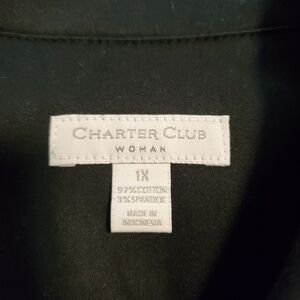 CHARTER CLUB
WOMAN
1X
97% COTTON
3% SPANDEX
MADE IN
INDONESIA